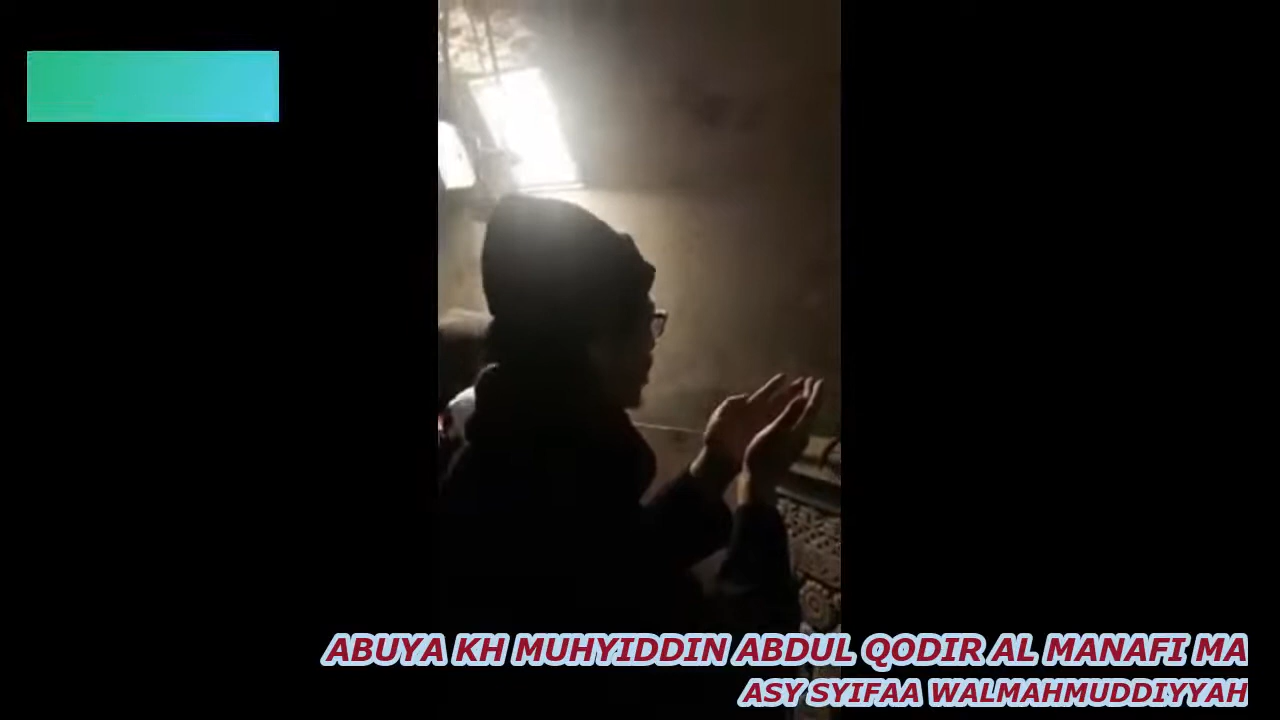 ABUYA KH MUHYIDDIN ABDUL QODIR AL MANAFI MA
ASY SYIFAA WALMAHMUDDIYYAH